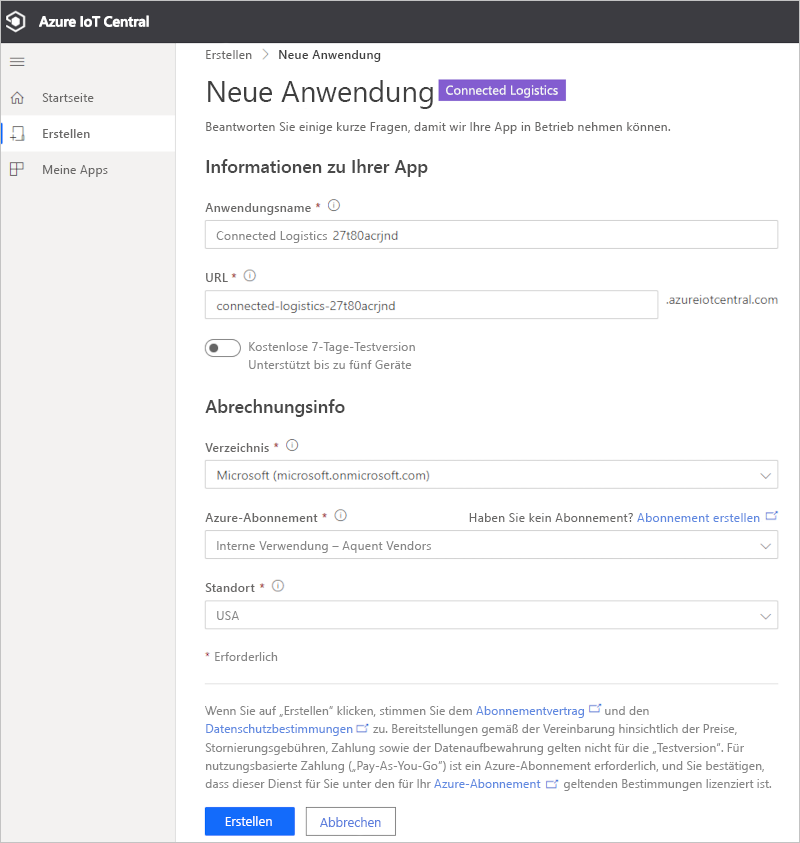 Azure IoT Central
Startseite
Erstellen
Meine Apps
Erstellen > Neue Anwendung
Neue Anwendung Connected Logistics
Beantworten Sie einige kurze Fragen, damit wir Ihre App in Betrieb nehmen können.
Informationen zu Ihrer App
Anwendungsname *
Connected Logistics 27t80acrjnd
URL *
connected-logistics-27t80acrjnd .azureiotcentral.com
Kostenlose 7-Tage-Testversion
Unterstützt bis zu fünf Geräte
Abrechnungsinfo
Verzeichnis *
Microsoft (microsoft.onmicrosoft.com)
Azure-Abonnement * Haben Sie kein Abonnement? Abonnement erstellen
Interne Verwendung – Aquent Vendors
Standort *
USA
* Erforderlich
Wenn Sie auf „Erstellen“ klicken, stimmen Sie dem Abonnementvertrag und den
Datenschutzbestimmungen zu. Bereitstellungen gemäß der Vereinbarung hinsichtlich der Preise,
Stornierungsgebühren, Zahlung sowie der Datenaufbewahrung gelten nicht für die „Testversion“. Für
nutzungsbasierte Zahlung („Pay-As-You-Go“) ist ein Azure-Abonnement erforderlich, und Sie bestätigen,
dass dieser Dienst für Sie unter den für Ihr Azure-Abonnement geltenden Bestimmungen lizenziert ist.
Erstellen
Abbrechen